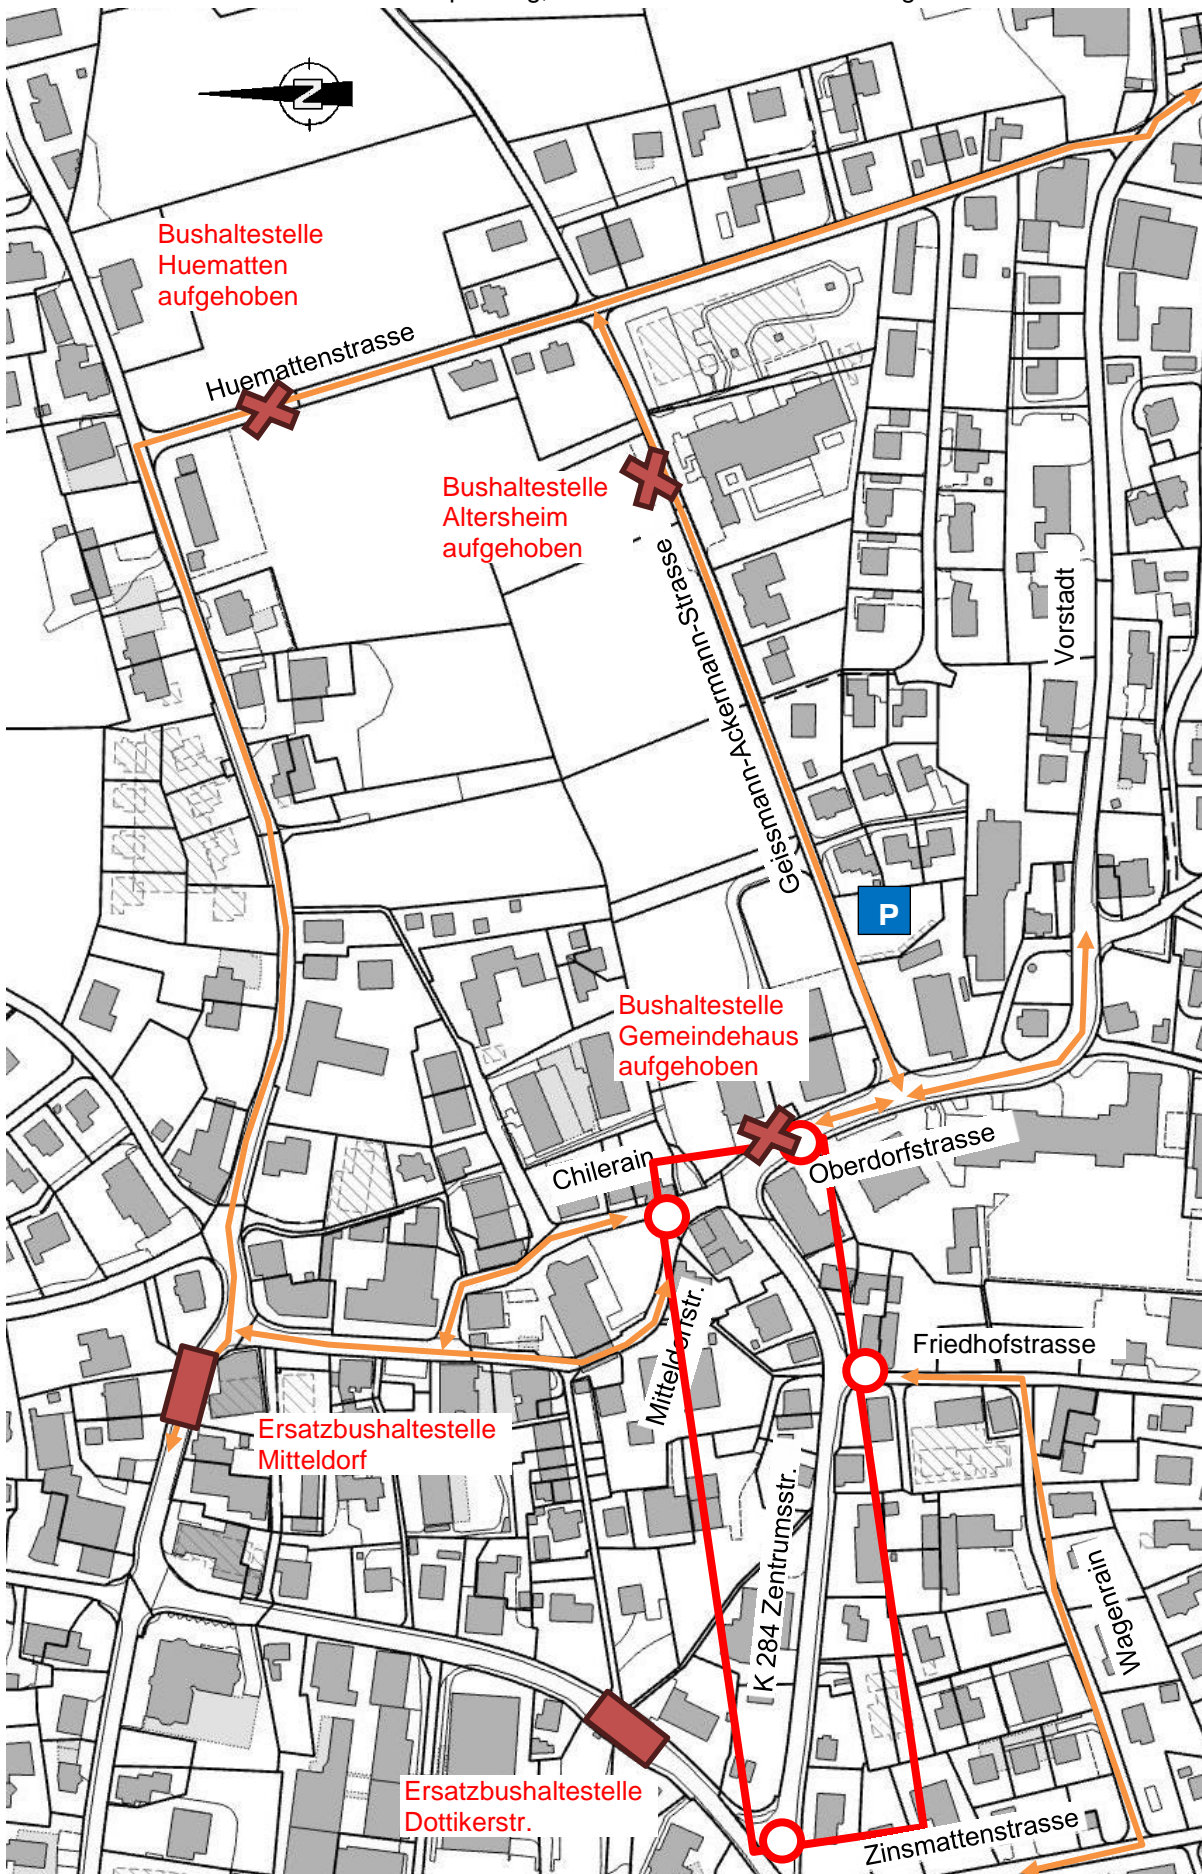 N
Bushaltestelle
Huematten
aufgehoben
Huemattenstrasse
Bushaltestelle
Altersheim
aufgehoben
Geissmann-Ackermann-Strasse
Vorstadt
P
Bushaltestelle
Gemeindehaus
aufgehoben
Chilerain
Oberdorfstrasse
Mitteldorfstr.
Friedhofstrasse
Ersatzbushaltestelle
Mitteldorf
K 284 Zentrumsstr.
Wagenrain
Ersatzbushaltestelle
Dottikerstr.
Zinsmattenstrasse